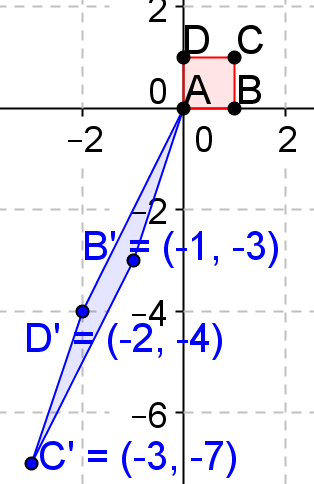 2
D C
0 A B
−2 0 2
−2
B' = (-1, -3)
−4
D' = (-2, -4)
−6
C' = (-3, -7)